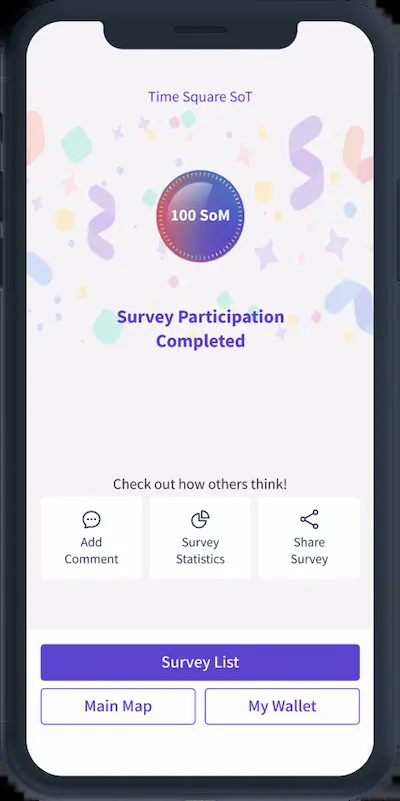 Time Square SoT
100 SoM
Survey Participation
Completed
Check out how others think!
Add
Comment
Survey
Statistics
Share
Survey
Survey List
Main Map
My Wallet